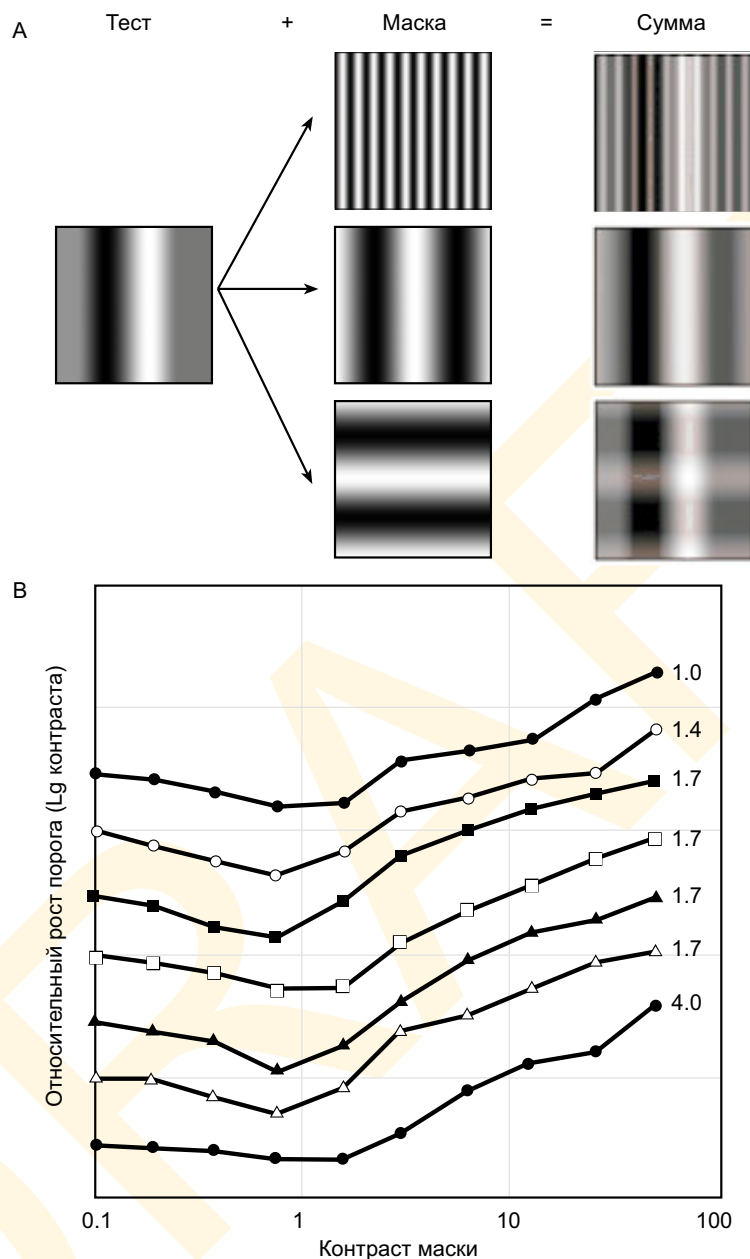 A
Тест + Маска = Сумма
B
Относительный рост порога (Lg контраста)
1.0
1.4
1.7
1.7
1.7
1.7
4.0
0.1 1 10 100
Контраст маски
DRAFT